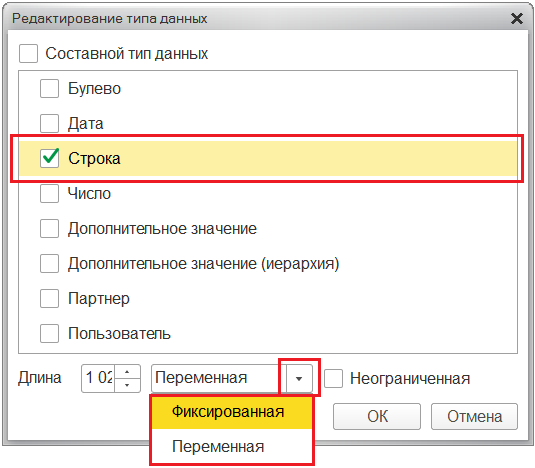 Редактирование типа данных
Составной тип данных
Булево
Дата
Строка
Число
Дополнительное значение
Дополнительное значение (иерархия)
Партнер
Пользователь
Длина 1 02 Переменная Неограниченная
Фиксированная ОК Отмена
Переменная